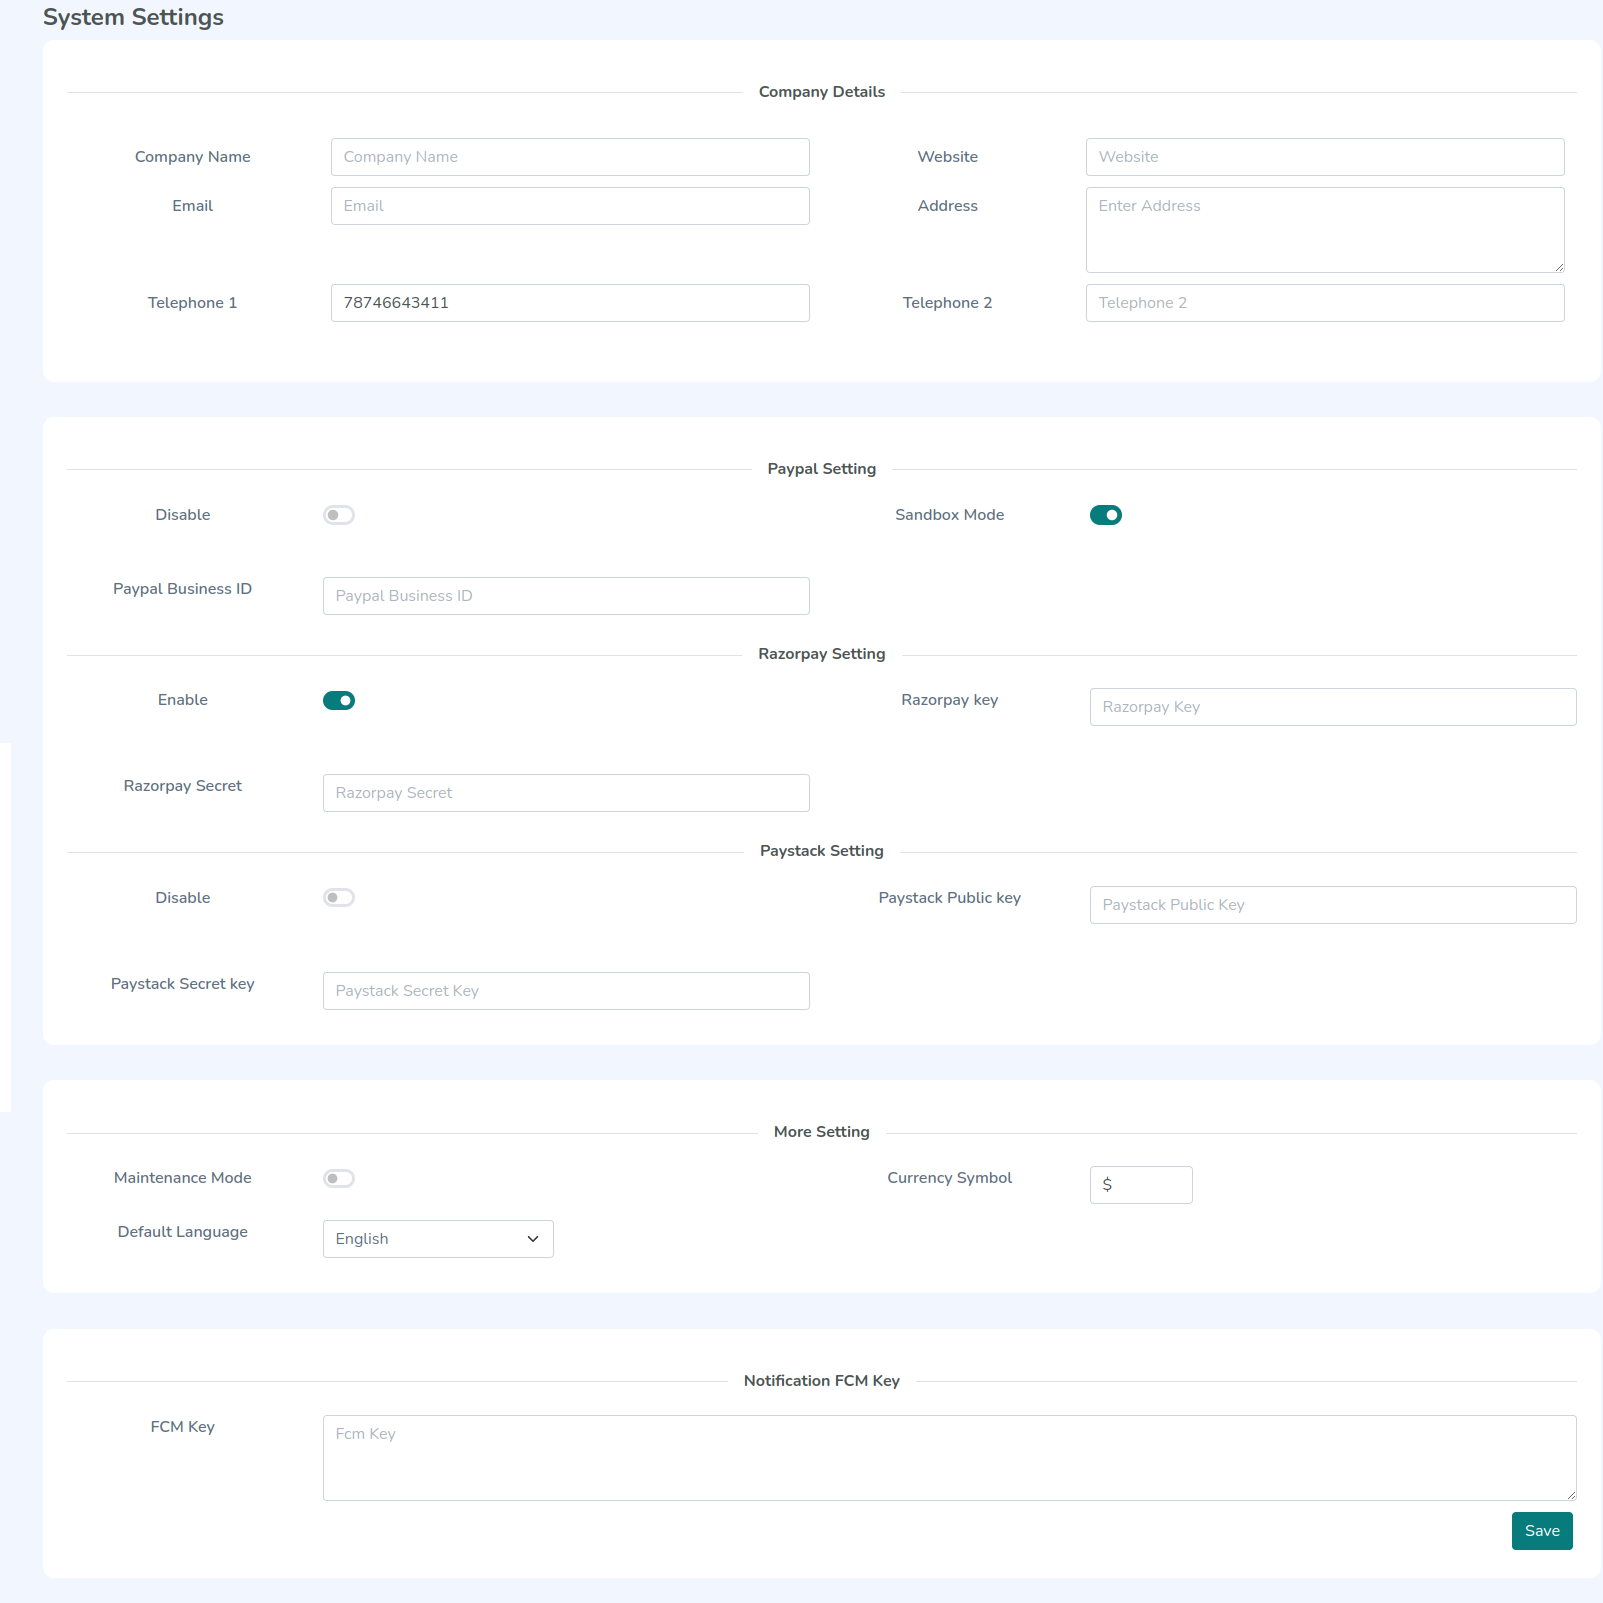 System Settings
Company Details
Company Name Company Name Website Website
Email Email Address Enter Address
Telephone 1 78746643411 Telephone 2 Telephone 2
Paypal Setting
Disable Sandbox Mode
Paypal Business ID Paypal Business ID
Razorpay Setting
Enable Razorpay key Razorpay Key
Razorpay Secret Razorpay Secret
Paystack Setting
Disable Paystack Public key Paystack Public Key
Paystack Secret key Paystack Secret Key
More Setting
Maintenance Mode Currency Symbol $
Default Language English
Notification FCM Key
FCM Key Fcm Key
Save